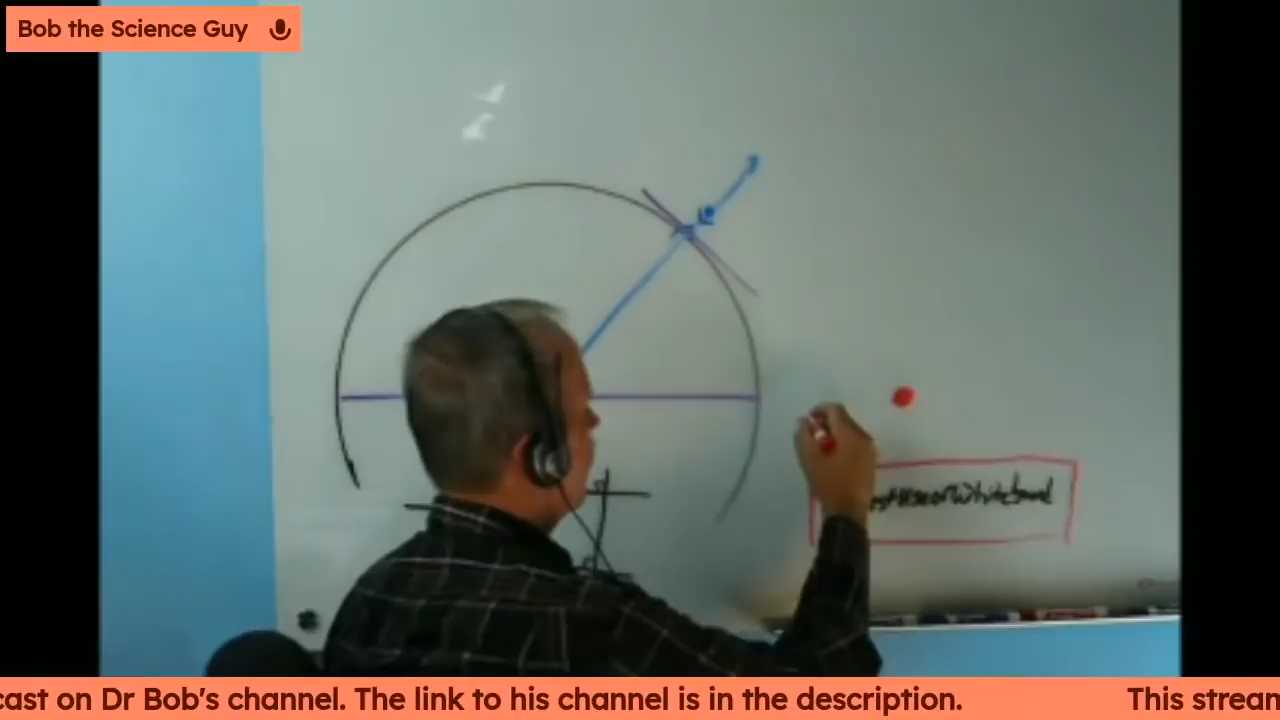 Bob the Science Guy
cast on Dr Bob's channel. The link to his channel is in the description.
This stream